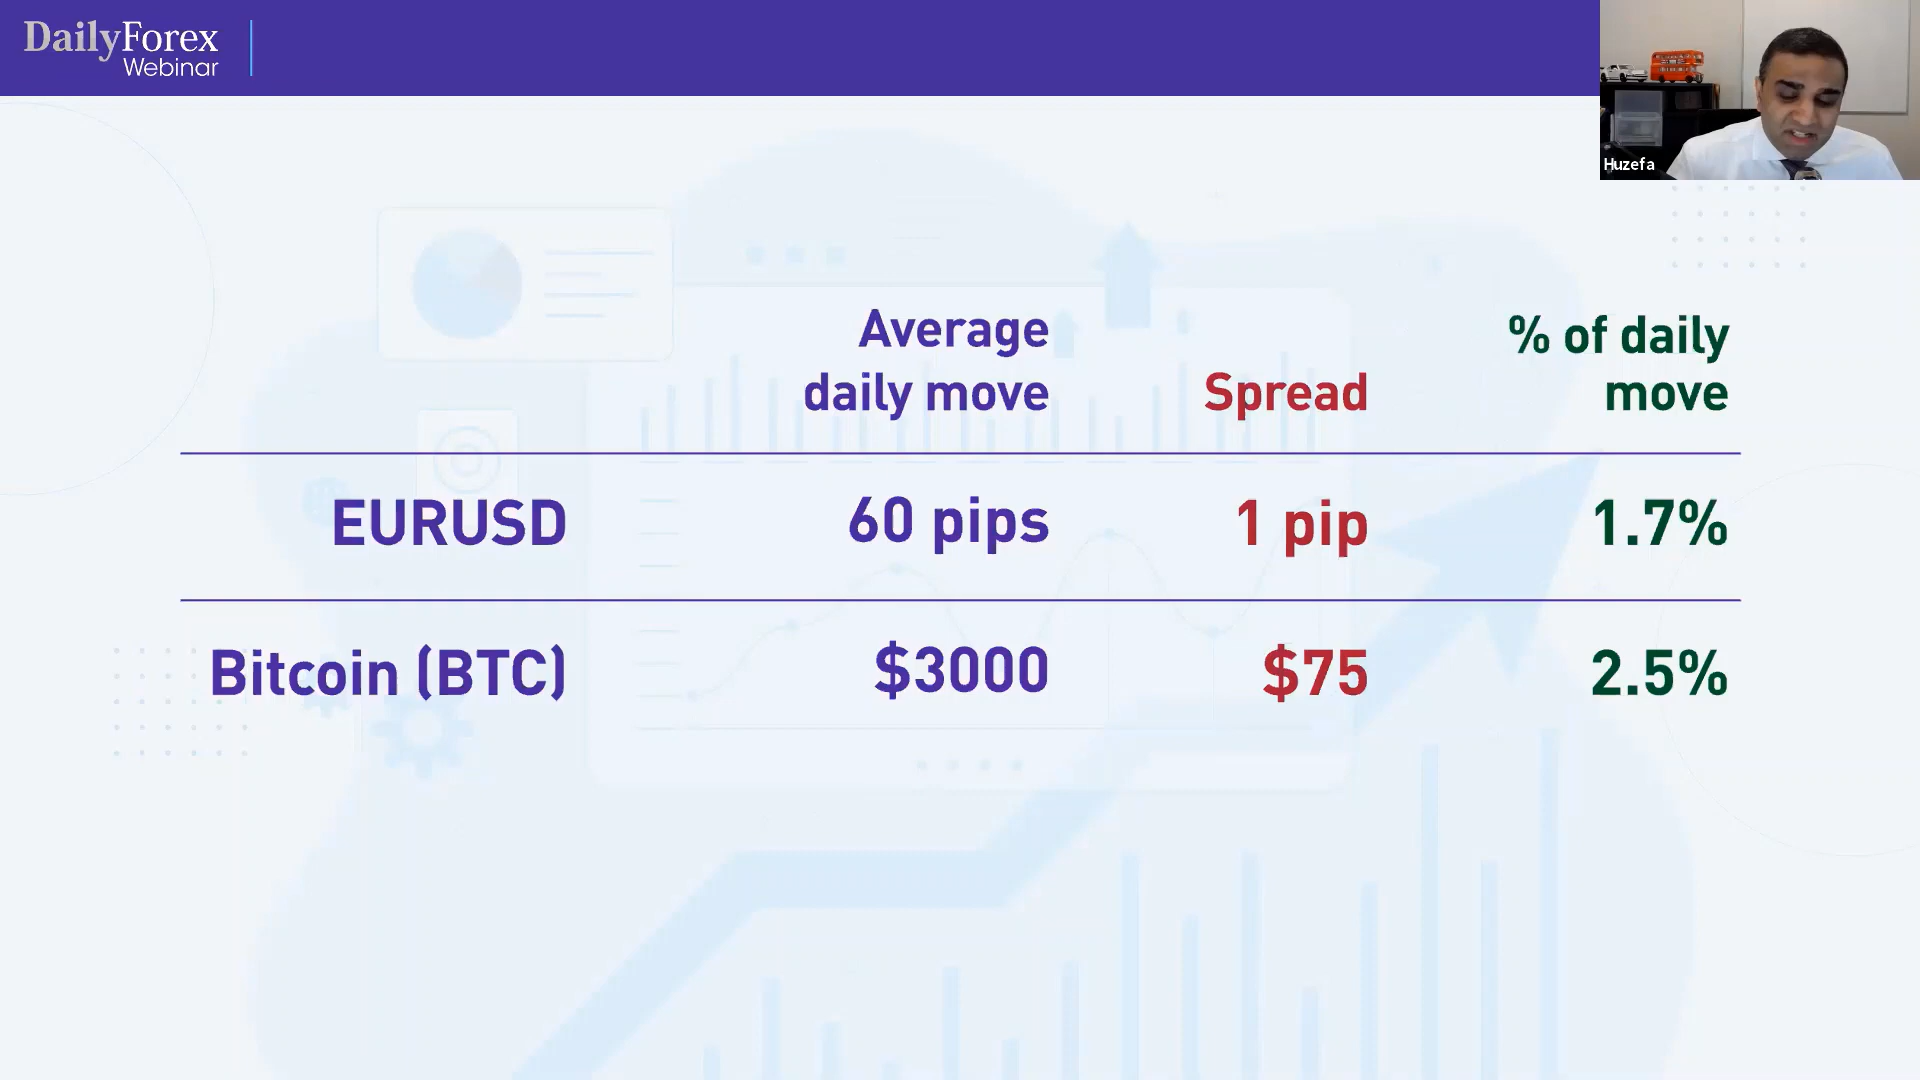 DailyForex
Webinar
Huzefa
Average
daily move
Spread
% of daily
move
EURUSD
60 pips
1 pip
1.7%
Bitcoin (BTC)
$3000
$75
2.5%